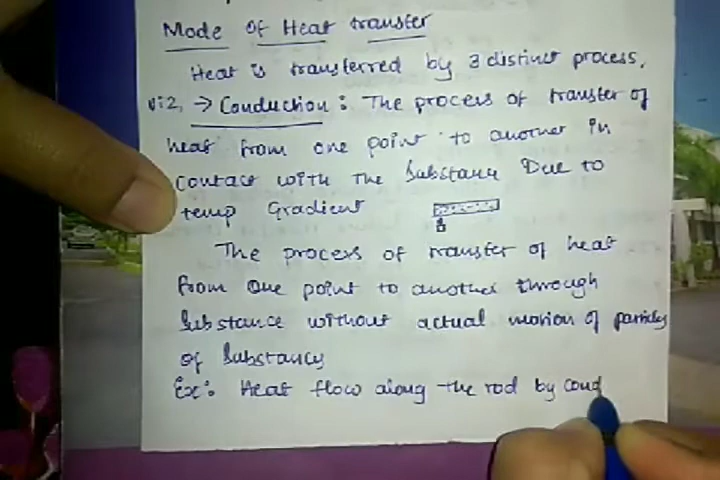 Mode of Heat transfer
Heat is transferred by 3 distinct process.
viz, → Conduction : The process of transfer of
heat from one point to another in
contact with the Substance Due to
temp Gradient
The process of transfer of heat
from one point to another through
Substance without actual motion of particles
of Substancy
Ex: Heat flow along the rod by cond